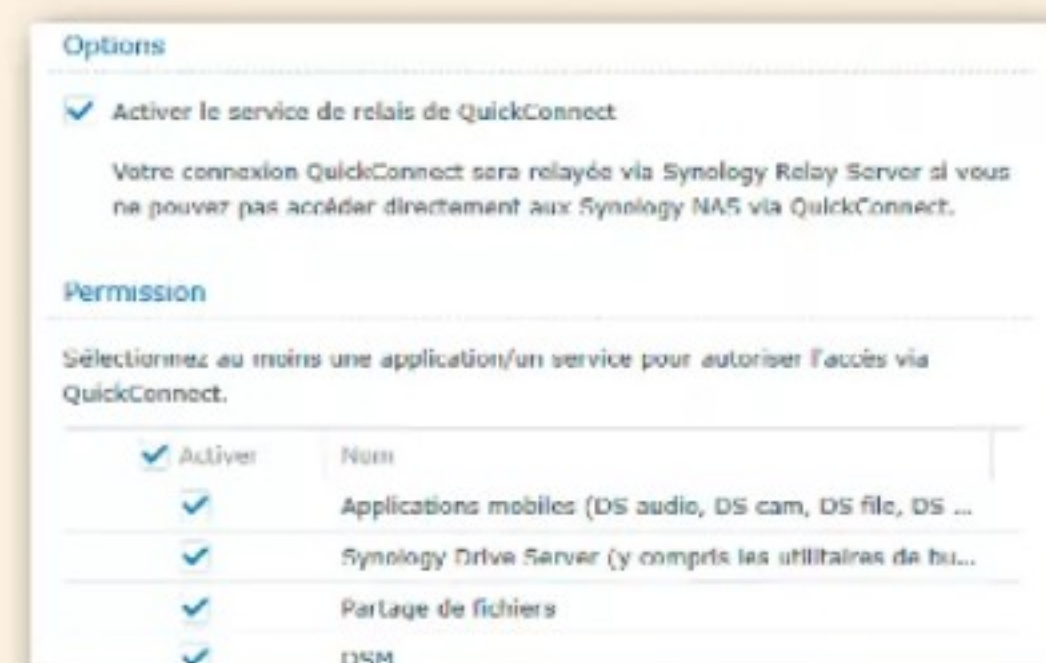 Options
Activer le service de relais de QuickConnect
Votre connexion QuickConnect sera relayée via Synology Relay Server si vous
ne pouvez pas accéder directement aux Synology NAS via QuickConnect.
Permission
Sélectionnez au moins une application/un service pour autoriser l'accès via
QuickConnect.
Activer Nom
Applications mobiles (DS audio, DS cam, DS file, DS ...
Synology Drive Server (y compris les utilitaires de bu...
Partage de fichiers
DSM